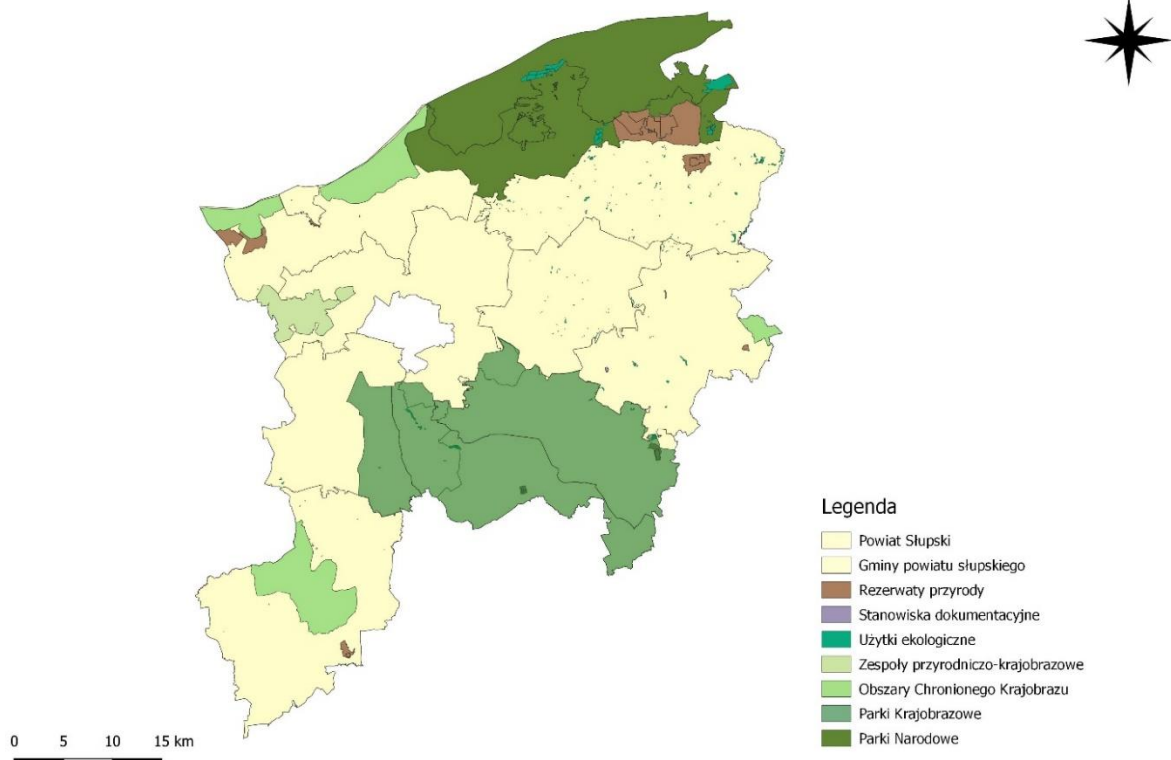 Legenda
Powiat Słupski
Gminy powiatu słupskiego
Rezerwaty przyrody
Stanowiska dokumentacyjne
Użytki ekologiczne
Zespoły przyrodniczo-krajobrazowe
Obszary Chronionego Krajobrazu
Parki Krajobrazowe
Parki Narodowe
0 5 10 15 km